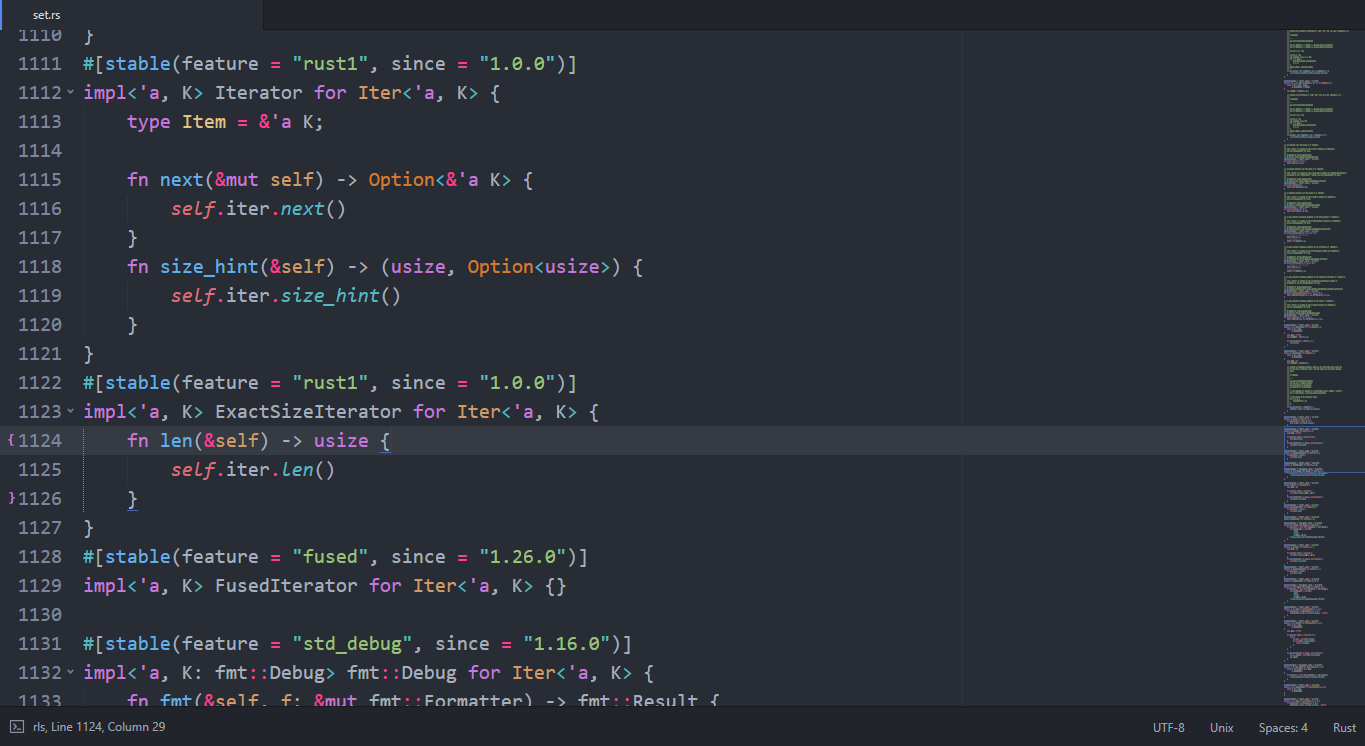 set.rs
1110 }
1111 #[stable(feature = "rust1", since = "1.0.0")]
1112 impl<'a, K> Iterator for Iter<'a, K> {
1113     type Item = &'a K;
1114
1115     fn next(&mut self) -> Option<&'a K> {
1116         self.iter.next()
1117     }
1118     fn size_hint(&self) -> (usize, Option<usize>) {
1119         self.iter.size_hint()
1120     }
1121 }
1122 #[stable(feature = "rust1", since = "1.0.0")]
1123 impl<'a, K> ExactSizeIterator for Iter<'a, K> {
{1124     fn len(&self) -> usize {
1125         self.iter.len()
}1126     }
1127 }
1128 #[stable(feature = "fused", since = "1.26.0")]
1129 impl<'a, K> FusedIterator for Iter<'a, K> {}
1130
1131 #[stable(feature = "std_debug", since = "1.16.0")]
1132 impl<'a, K: fmt::Debug> fmt::Debug for Iter<'a, K> {
1133     fn fmt(&self, f: &mut fmt::Formatter) -> fmt::Result {
rls, Line 1124, Column 29 UTF-8 Unix Spaces: 4 Rust